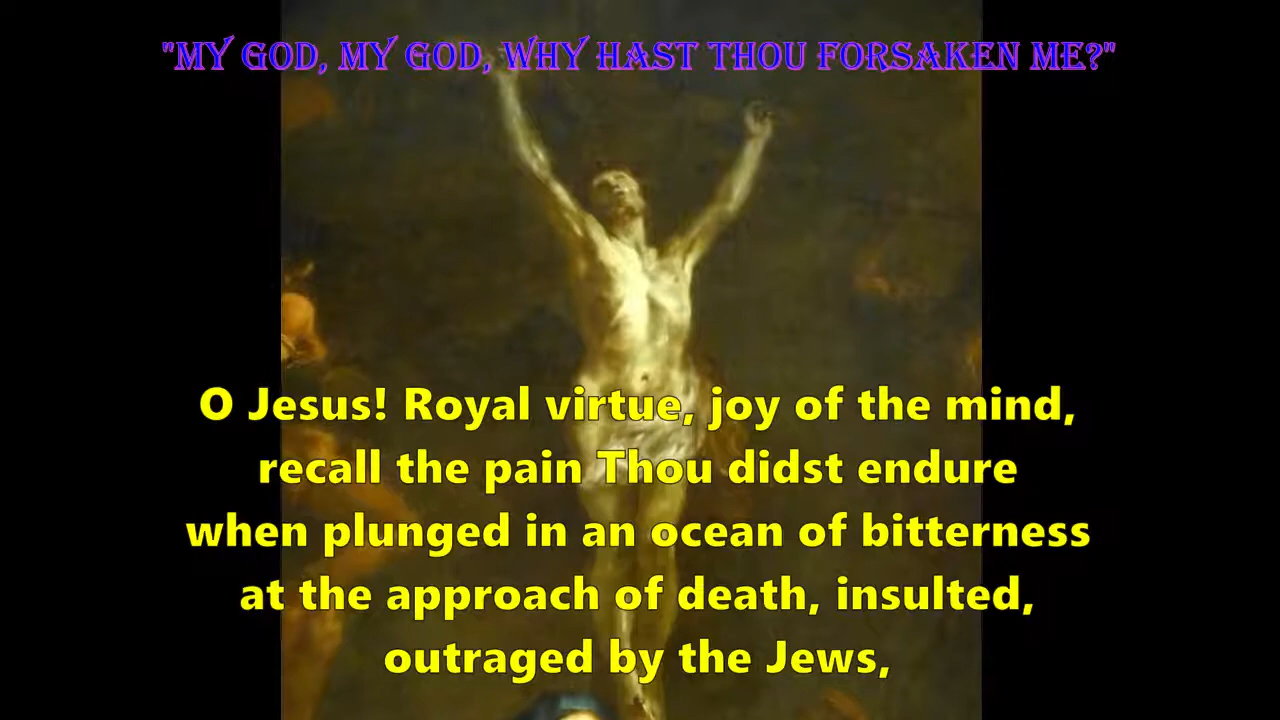 "MY GOD, MY GOD, WHY HAST THOU FORSAKEN ME?"
O Jesus! Royal virtue, joy of the mind,
recall the pain Thou didst endure
when plunged in an ocean of bitterness
at the approach of death, insulted,
outraged by the Jews,